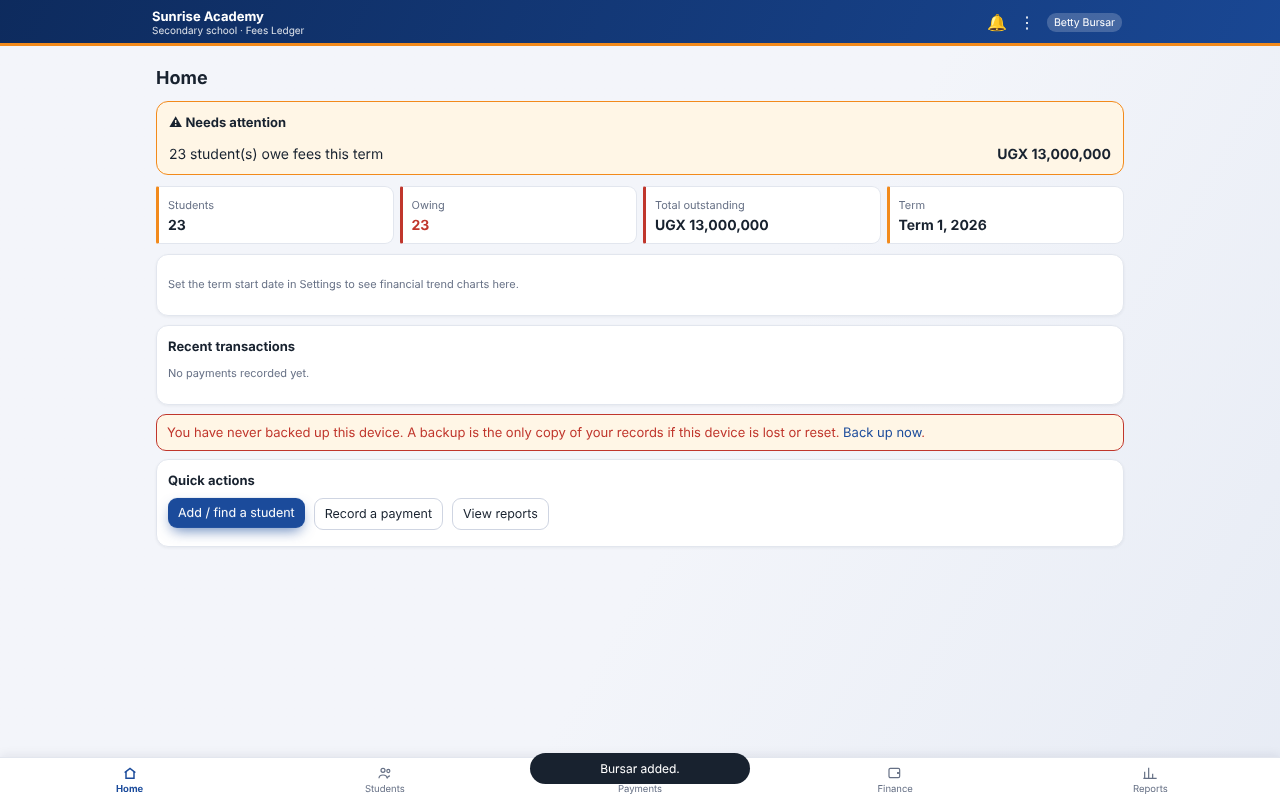 Sunrise Academy
Secondary school · Fees Ledger
Betty Bursar
Home
⚠ Needs attention
23 student(s) owe fees this term
UGX 13,000,000
Students
23
Owing
23
Total outstanding
UGX 13,000,000
Term
Term 1, 2026
Set the term start date in Settings to see financial trend charts here.
Recent transactions
No payments recorded yet.
You have never backed up this device. A backup is the only copy of your records if this device is lost or reset. Back up now.
Quick actions
Add / find a student
Record a payment
View reports
Bursar added.
Home
Students
Payments
Finance
Reports